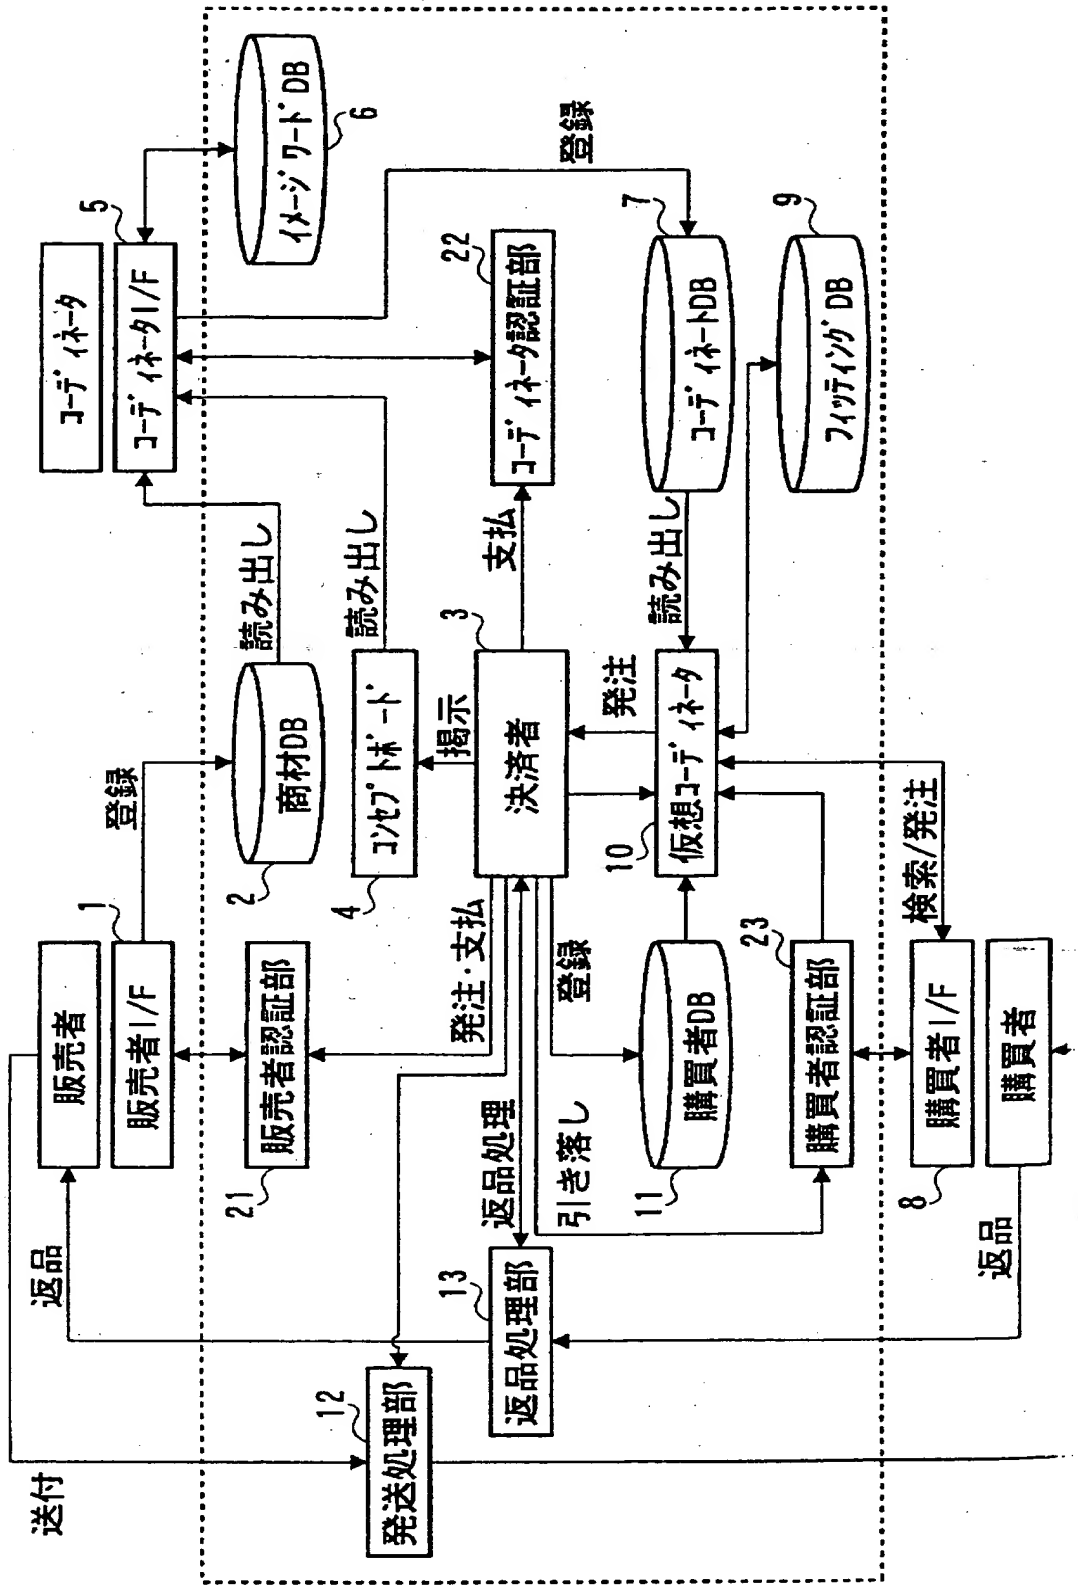 送付
返品
販売者
販売者I/F
1
登録
コーディネータ
コーディネータI/F
5
イメージワードDB
6
商材DB
2
読み出し
販売者認証部
21
コンセプトボード
4
読み出し
掲示
発送処理部
12
返品処理部
13
返品処理
発注・支払
登録
引き落し
決済者
3
支払
コーディネータ認証部
22
登録
発注
購買者DB
11
仮想コーディネータ
10
読み出し
コーディネートDB
7
購買者認証部
23
フィッティングDB
9
検索/発注
購買者I/F
8
購買者
返品